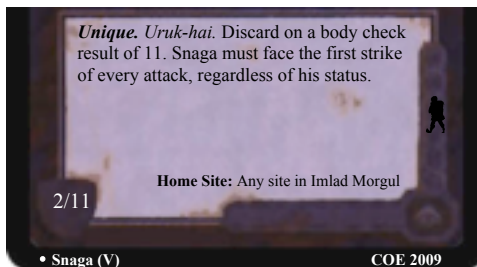 Unique. Uruk-hai. Discard on a body check
result of 11. Snaga must face the first strike
of every attack, regardless of his status.
Home Site: Any site in Imlad Morgul
2/11
• Snaga (V) COE 2009